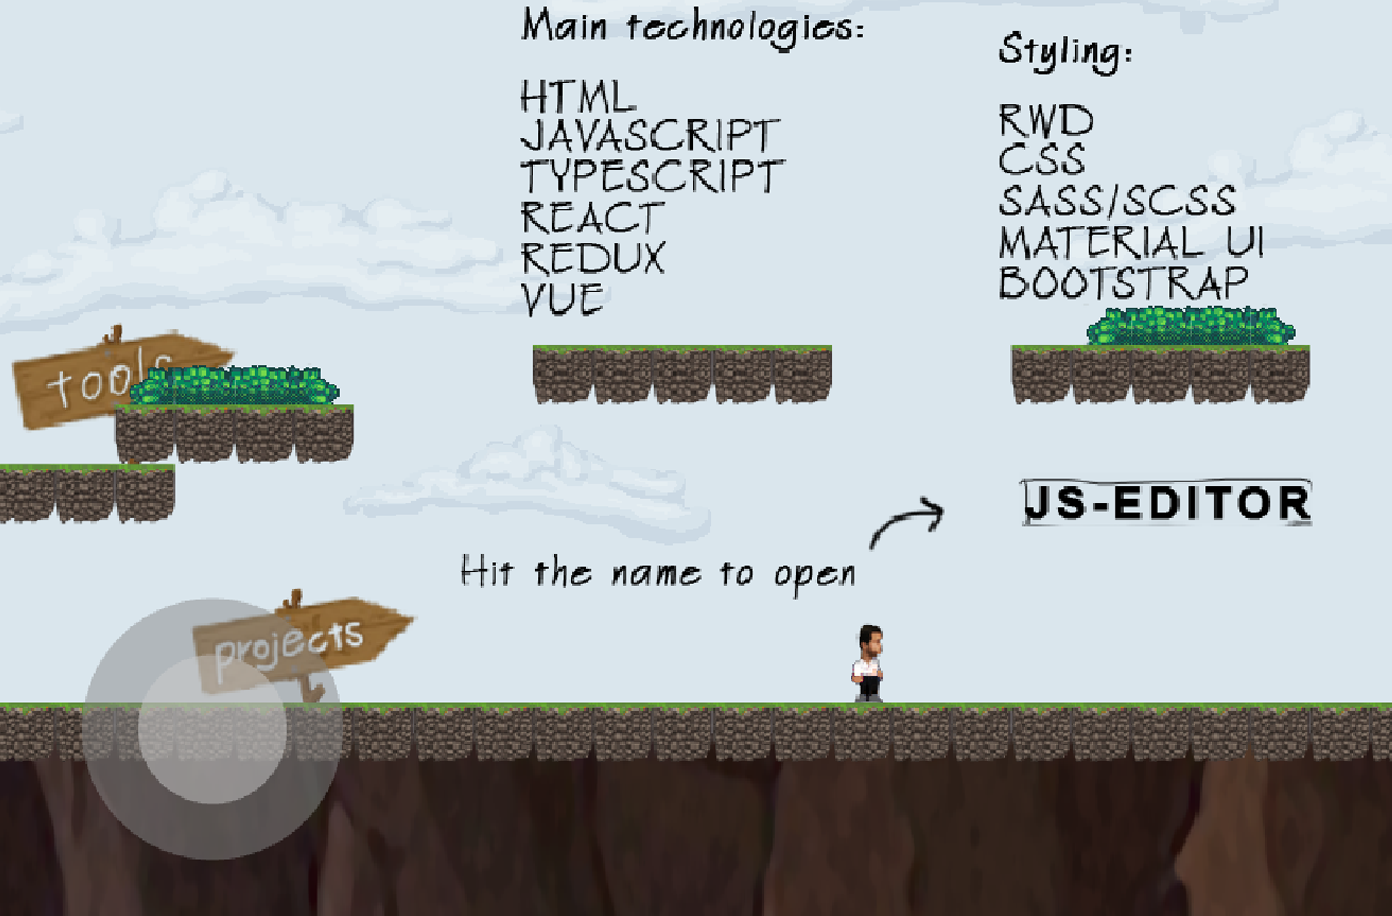 Main technologies:
HTML
JAVASCRIPT
TYPESCRIPT
REACT
REDUX
VUE
Styling:
RWD
CSS
SASS/SCSS
MATERIAL UI
BOOTSTRAP
tools
JS-EDITOR
Hit the name to open
projects